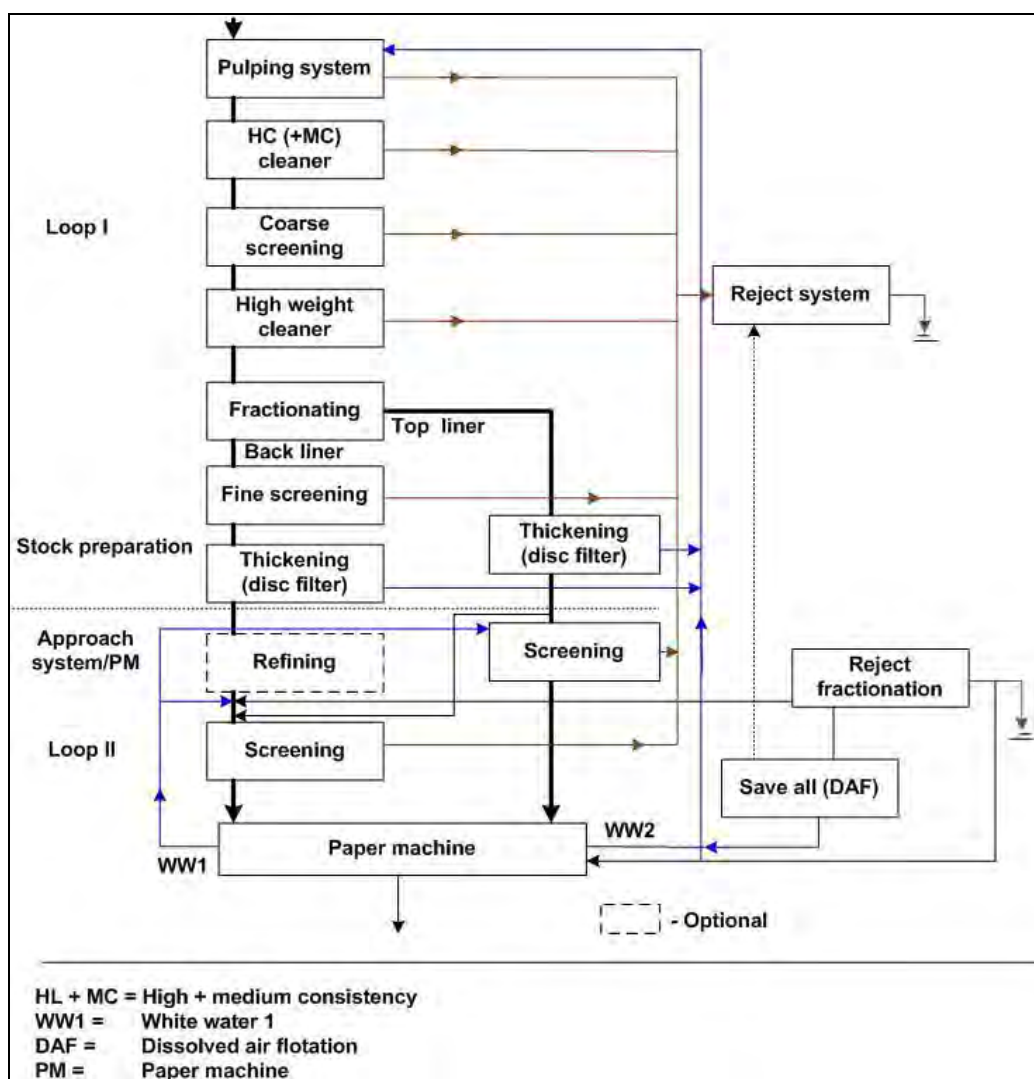 Pulping system
HC (+MC)
cleaner
Loop I
Coarse
screening
High weight
cleaner
Reject system
Fractionating
Top liner
Back liner
Fine screening
Stock preparation
Thickening
(disc filter)
Thickening
(disc filter)
Approach
system/PM
Refining
Screening
Reject
fractionation
Loop II
Screening
Save all (DAF)
WW1
Paper machine
WW2
- Optional
HL + MC = High + medium consistency
WW1 = White water 1
DAF = Dissolved air flotation
PM = Paper machine